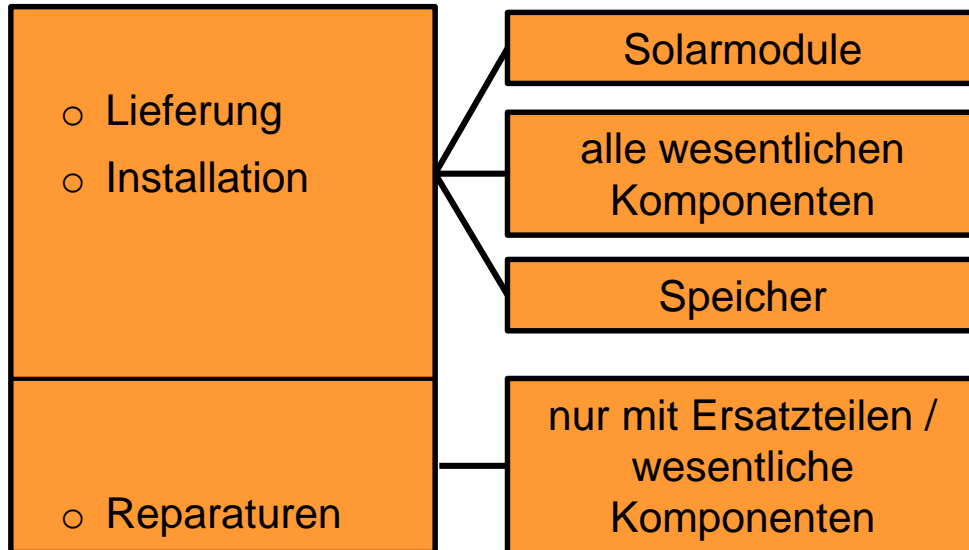 ○ Lieferung
○ Installation
Solarmodule
alle wesentlichen
Komponenten
Speicher
○ Reparaturen
nur mit Ersatzteilen /
wesentliche
Komponenten